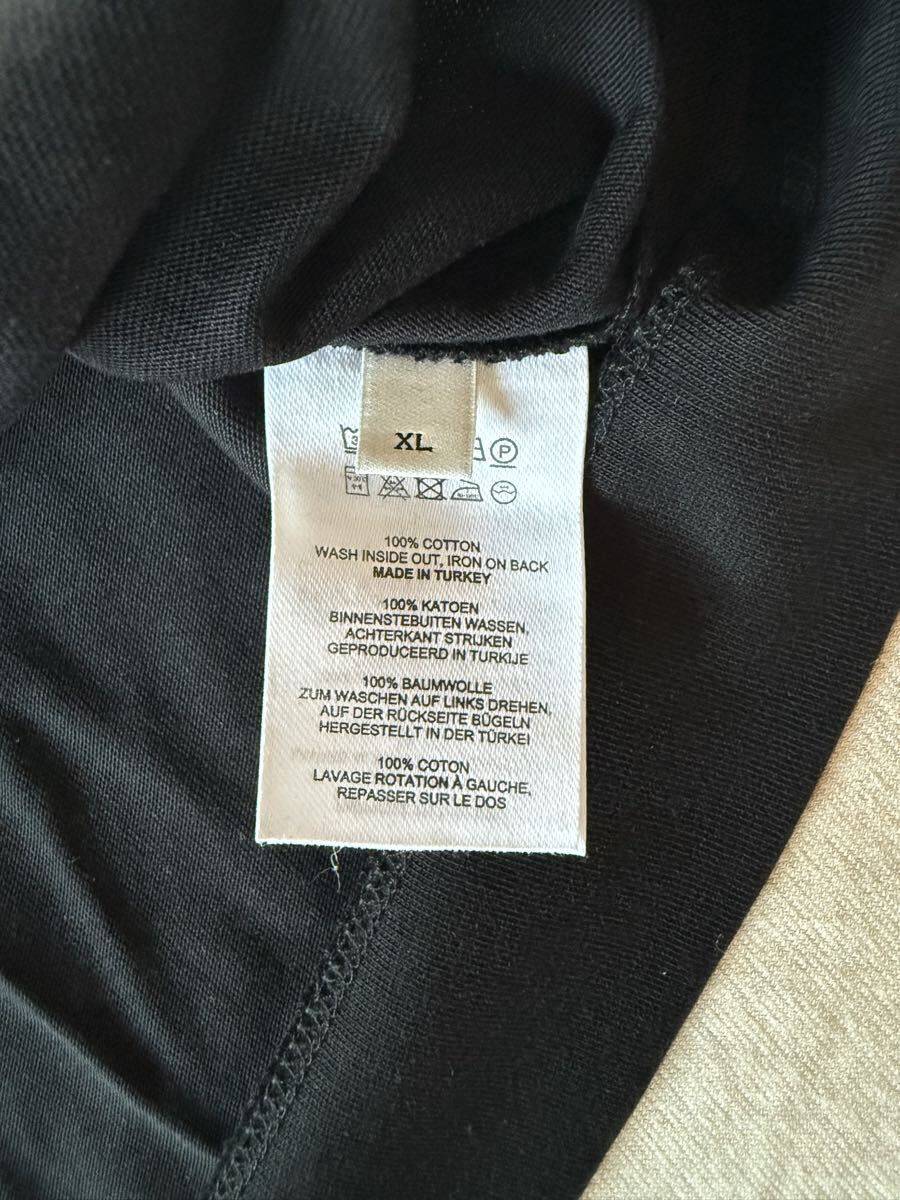 XL
P
100% COTTON
WASH INSIDE OUT, IRON ON BACK
MADE IN TURKEY
100% KATOEN
BINNENSTEBUITEN WASSEN,
ACHTERKANT STRIJKEN
GEPRODUCEERD IN TURKIJE
100% BAUMWOLLE
ZUM WASCHEN AUF LINKS DREHEN,
AUF DER RÜCKSEITE BÜGELN
HERGESTELLT IN DER TÜRKEI
100% COTON
LAVAGE ROTATION À GAUCHE,
REPASSER SUR LE DOS